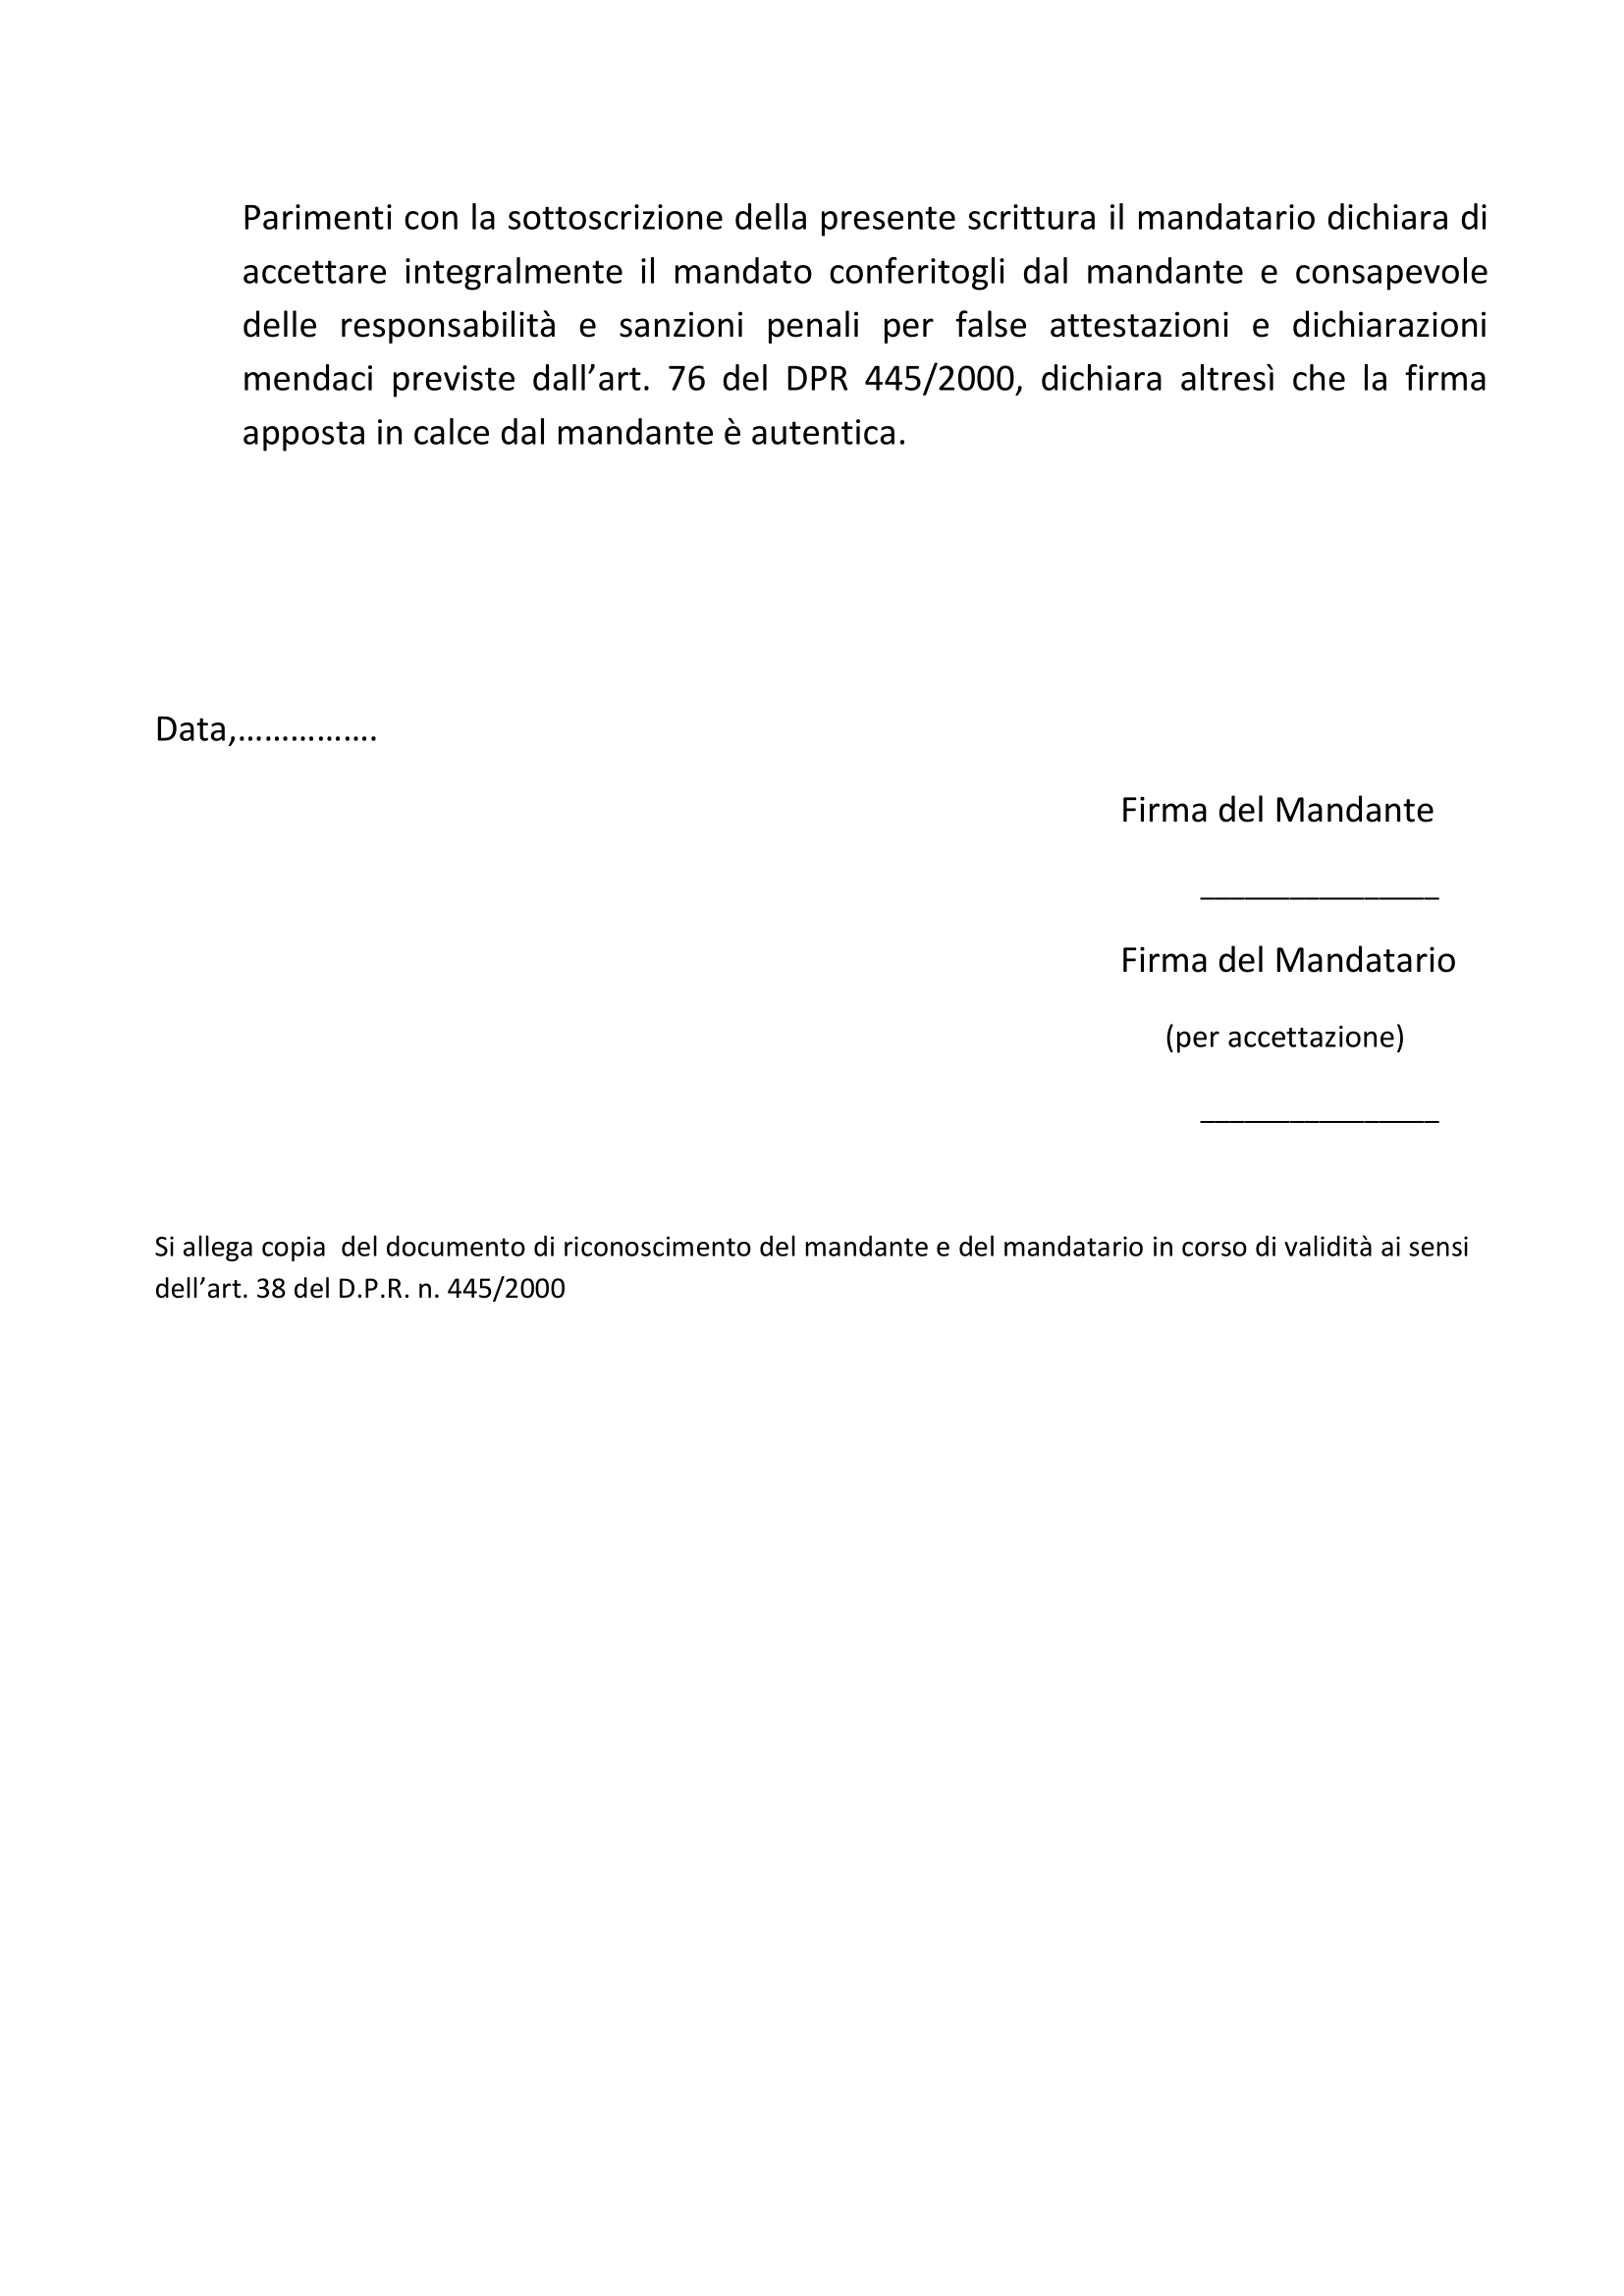 Parimenti con la sottoscrizione della presente scrittura il mandatario dichiara di
accettare integralmente il mandato conferitogli dal mandante e consapevole
delle responsabilità e sanzioni penali per false attestazioni e dichiarazioni
mendaci previste dall’art. 76 del DPR 445/2000, dichiara altresì che la firma
apposta in calce dal mandante è autentica.
Data,…………….
Firma del Mandante
________________
Firma del Mandatario
(per accettazione)
________________
Si allega copia  del documento di riconoscimento del mandante e del mandatario in corso di validità ai sensi
dell’art. 38 del D.P.R. n. 445/2000